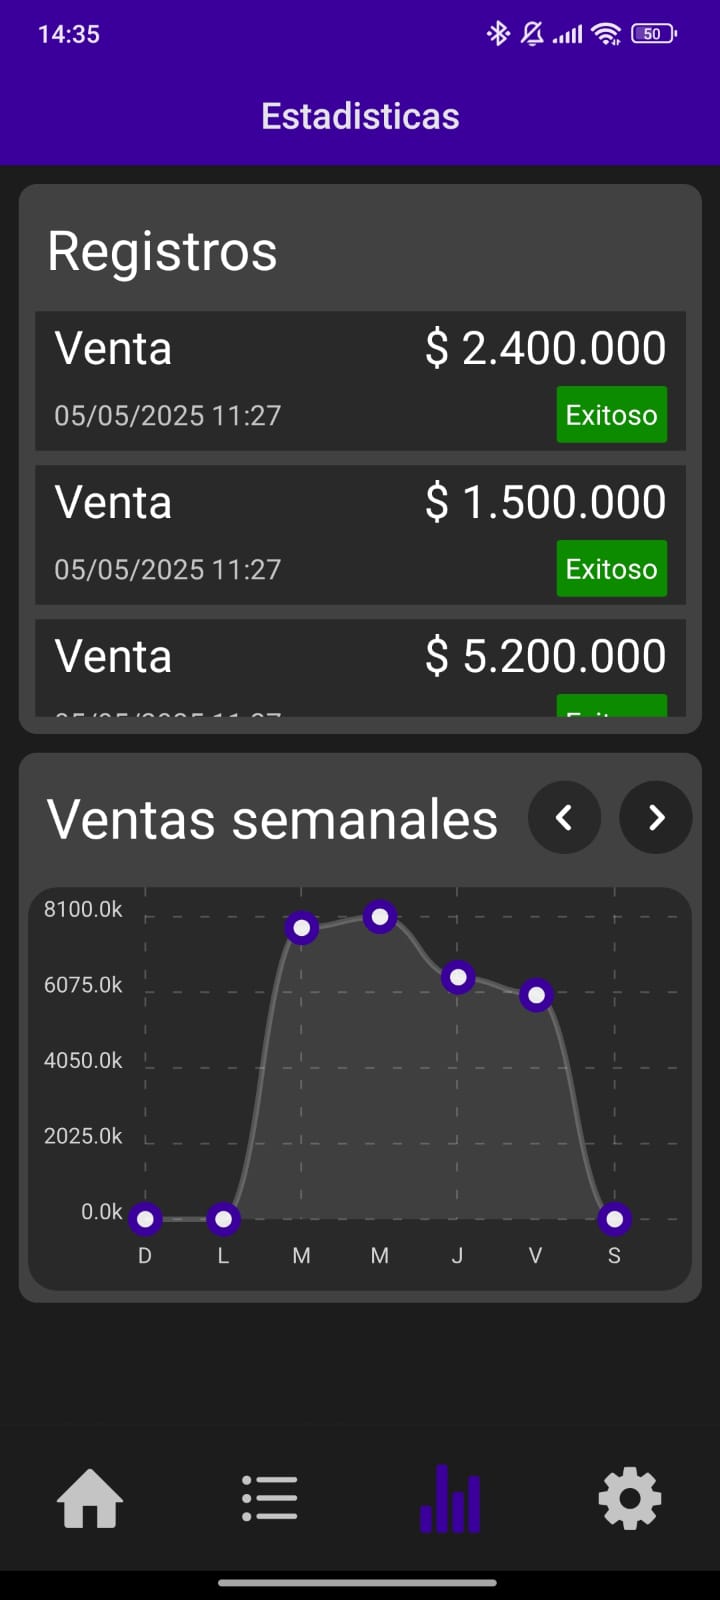 14:35
50
Estadisticas
Registros
Venta $ 2.400.000
05/05/2025 11:27 Exitoso
Venta $ 1.500.000
05/05/2025 11:27 Exitoso
Venta $ 5.200.000
Ventas semanales
8100.0k
6075.0k
4050.0k
2025.0k
0.0k
D L M M J V S